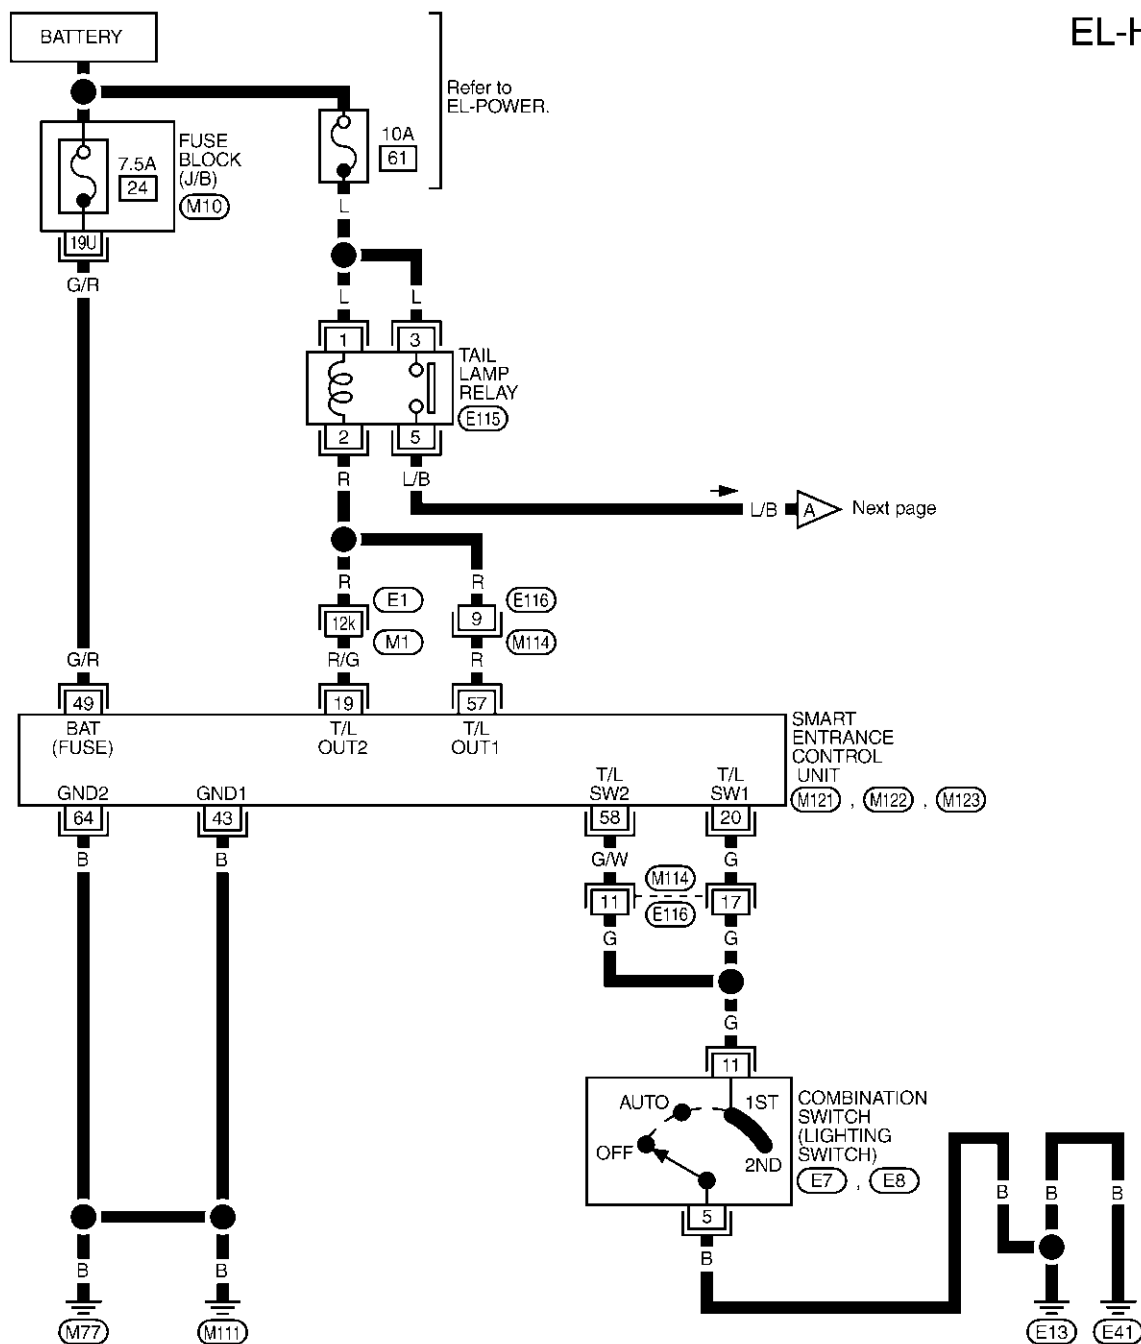 EL-H
BATTERY
Refer to
EL-POWER.
7.5A
24
FUSE
BLOCK
(J/B)
M10
10A
61
19U
G/R
L
L
L
1
3
TAIL
LAMP
RELAY
E115
2
5
R
L/B
L/B
A
Next page
R
E1
R
E116
12k
9
M1
M114
G/R
R/G
R
49
19
57
BAT
(FUSE)
T/L
OUT2
T/L
OUT1
SMART
ENTRANCE
CONTROL
UNIT
M121 , M122 , M123
GND2
GND1
T/L
SW2
T/L
SW1
64
43
58
20
B
B
G/W
G
M114
11
17
E116
G
G
G
11
AUTO
1ST
OFF
2ND
COMBINATION
SWITCH
(LIGHTING
SWITCH)
E7 , E8
5
B
B
B
B
B
B
M77
M111
E13
E41